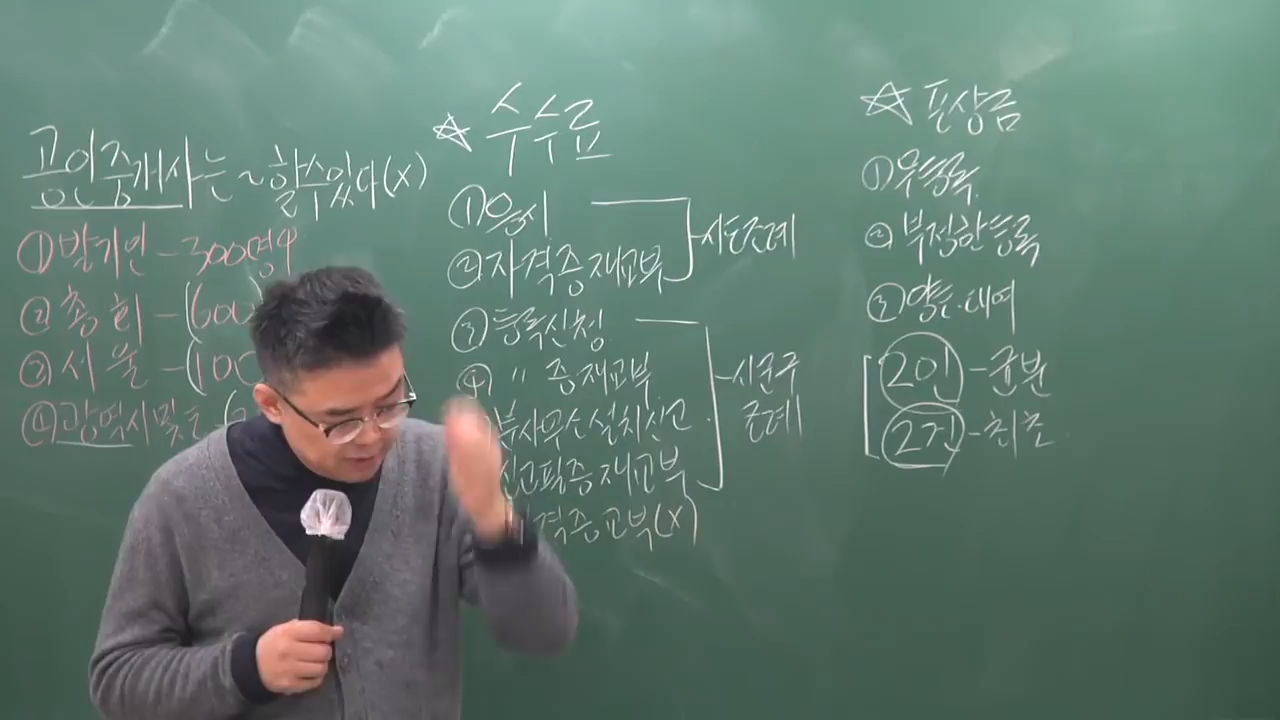 공인중개사는 ~ 할수있다(X)
① 발기인 - 300명
② 총회 - (600
③ 서울 - (100
④ 광역시및도 - (
☆ 수수료
① 응시
② 자격증재교부
시·도조례
③ 등록신청
④ 〃 증재교부
분사무소설치신고
신고필증재교부
시군구
조례
격증교부(X)
☆ 포상금
① 무등록
② 부정한등록
③ 양도·대여
2인 - 균분
2건 - 최초